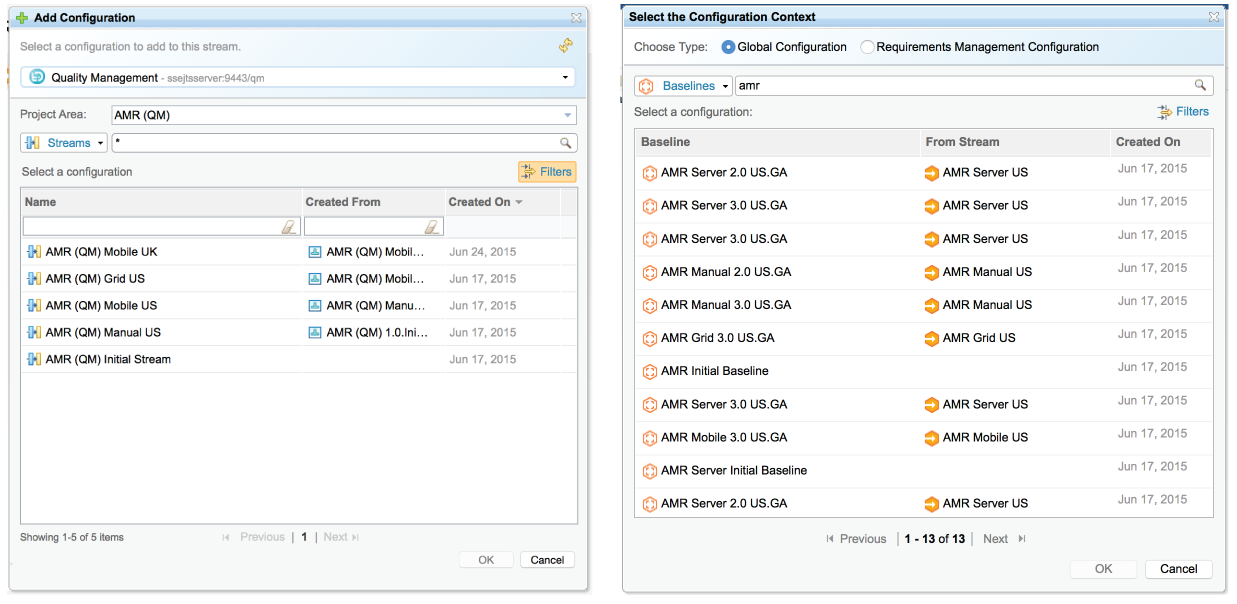 Add Configuration
Select a configuration to add to this stream.
Quality Management - ssejtsserver:9443/qm
Project Area: AMR (QM)
Streams *
Select a configuration Filters
Name Created From Created On
AMR (QM) Mobile UK AMR (QM) Mobil... Jun 24, 2015
AMR (QM) Grid US AMR (QM) Mobil... Jun 17, 2015
AMR (QM) Mobile US AMR (QM) Manu... Jun 17, 2015
AMR (QM) Manual US AMR (QM) 1.0.Ini... Jun 17, 2015
AMR (QM) Initial Stream Jun 17, 2015
Showing 1-5 of 5 items Previous | 1 | Next
OK Cancel
Select the Configuration Context
Choose Type: Global Configuration Requirements Management Configuration
Baselines amr
Select a configuration: Filters
Baseline From Stream Created On
AMR Server 2.0 US.GA AMR Server US Jun 17, 2015
AMR Server 3.0 US.GA AMR Server US Jun 17, 2015
AMR Server 3.0 US.GA AMR Server US Jun 17, 2015
AMR Manual 2.0 US.GA AMR Manual US Jun 17, 2015
AMR Manual 3.0 US.GA AMR Manual US Jun 17, 2015
AMR Grid 3.0 US.GA AMR Grid US Jun 17, 2015
AMR Initial Baseline Jun 17, 2015
AMR Server 3.0 US.GA AMR Server US Jun 17, 2015
AMR Mobile 3.0 US.GA AMR Mobile US Jun 17, 2015
AMR Server Initial Baseline Jun 17, 2015
AMR Server 2.0 US.GA AMR Server US Jun 17, 2015
Previous | 1 - 13 of 13 | Next
OK Cancel